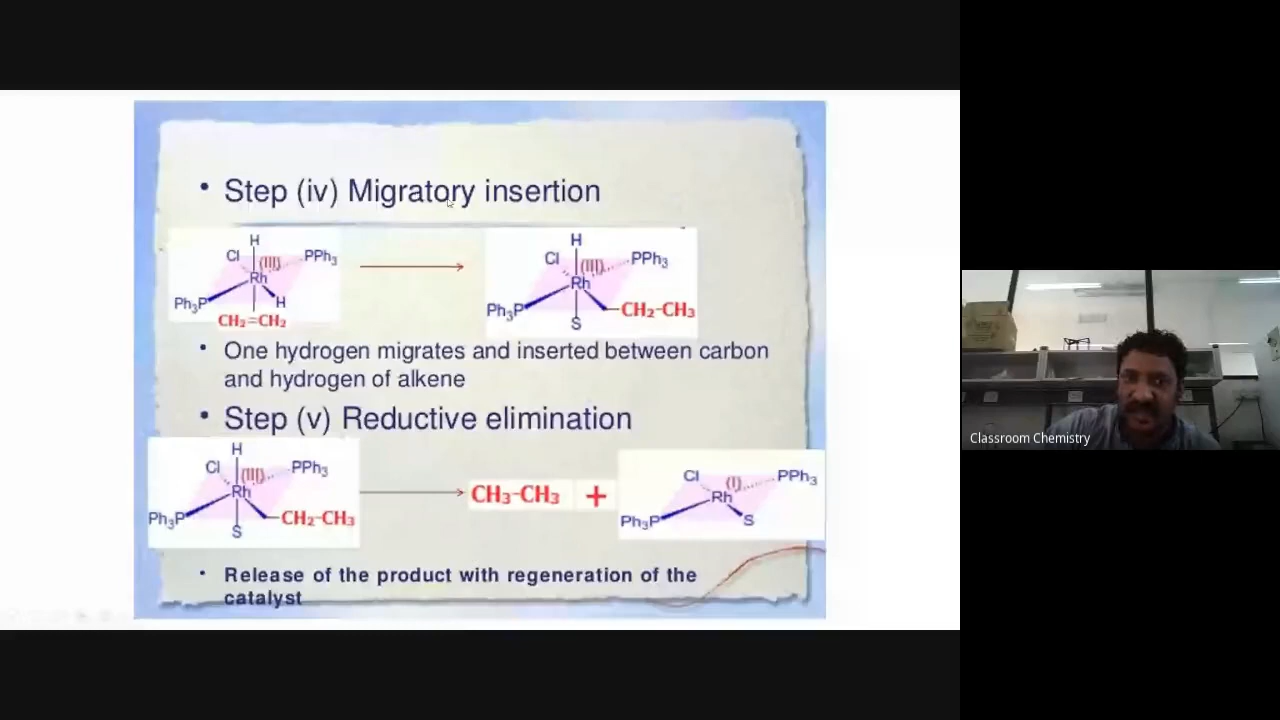 • Step (iv) Migratory insertion
H
Cl (III) PPh3
Rh
Ph3P H
CH2=CH2
H
Cl (III) PPh3
Rh
Ph3P CH2-CH3
S
• One hydrogen migrates and inserted between carbon
and hydrogen of alkene
• Step (v) Reductive elimination
H
Cl (III) PPh3
Rh
Ph3P CH2-CH3
S
CH3-CH3 +
Cl (I) PPh3
Rh
Ph3P S
• Release of the product with regeneration of the
catalyst
Classroom Chemistry